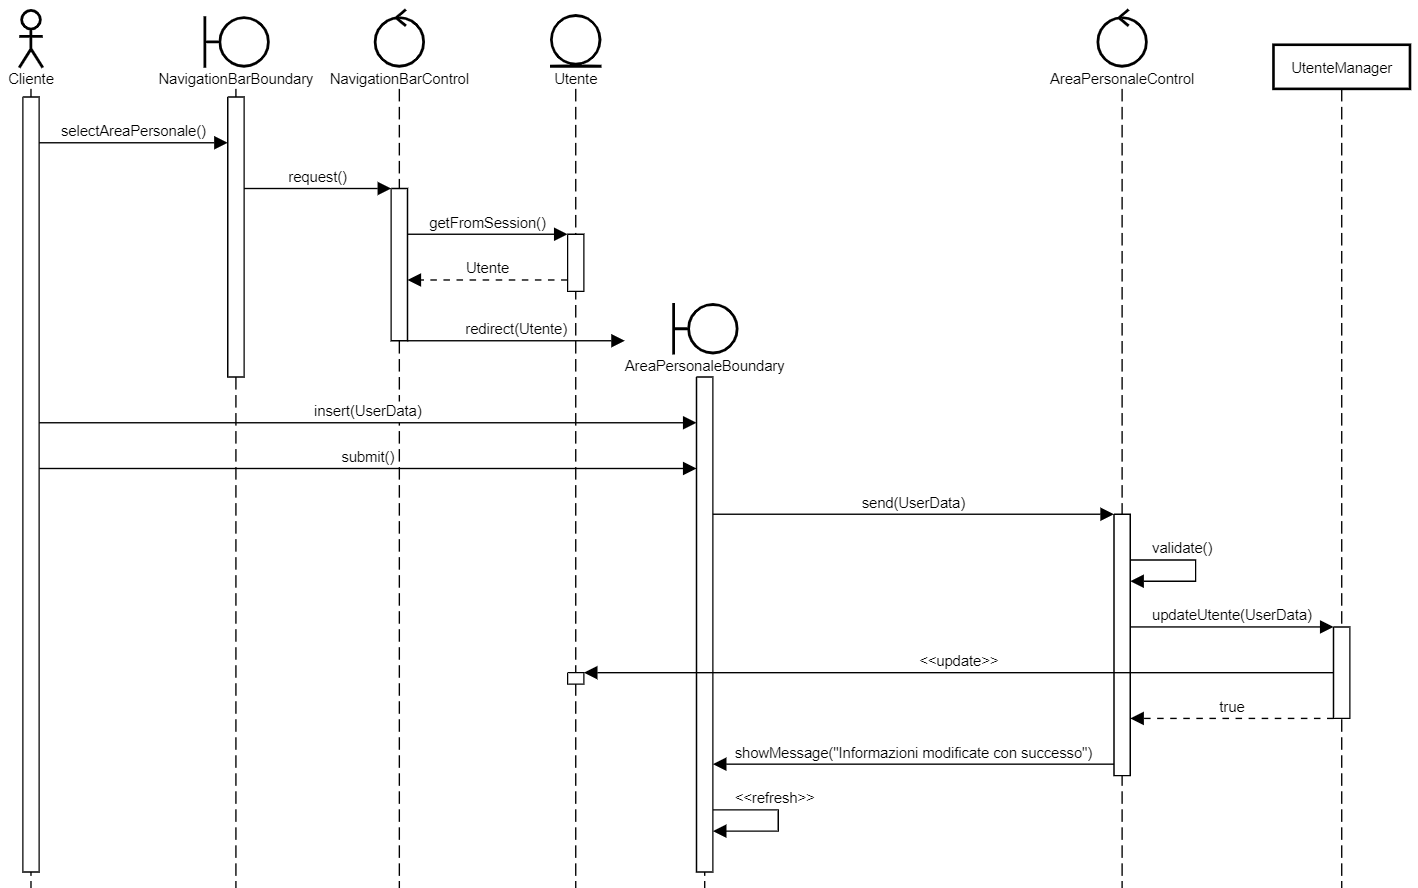 Cliente
NavigationBarBoundary
NavigationBarControl
Utente
AreaPersonaleControl
UtenteManager
selectAreaPersonale()
request()
getFromSession()
Utente
redirect(Utente)
AreaPersonaleBoundary
insert(UserData)
submit()
send(UserData)
validate()
updateUtente(UserData)
<<update>>
true
showMessage("Informazioni modificate con successo")
<<refresh>>